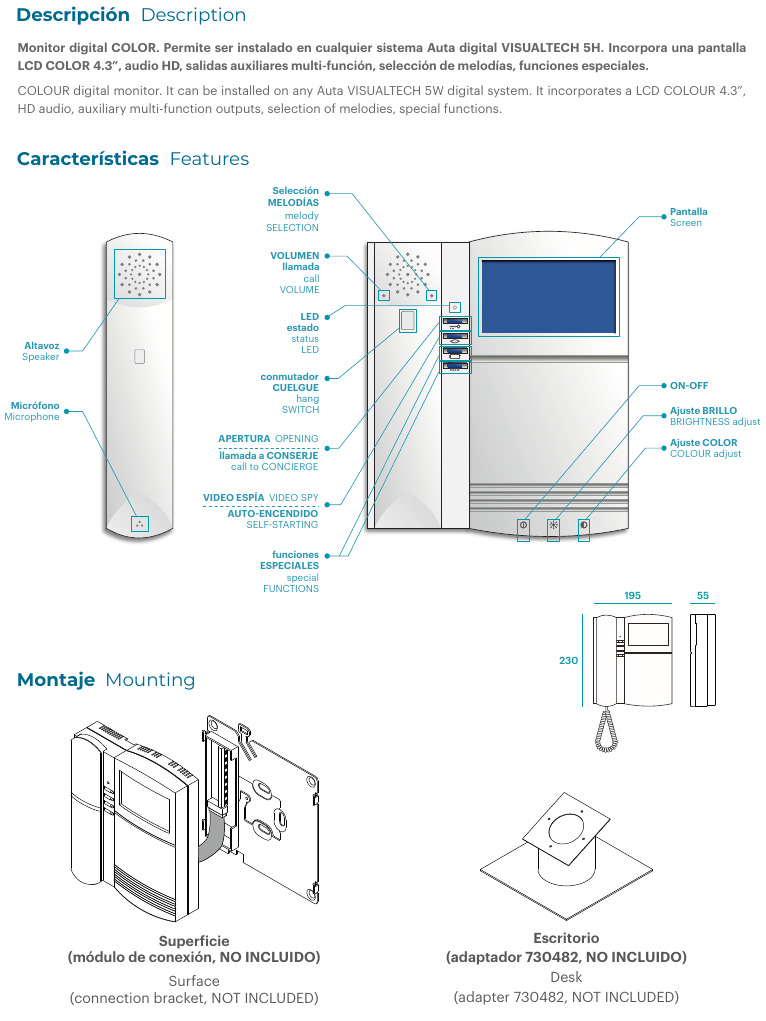 Descripción Description
Monitor digital COLOR. Permite ser instalado en cualquier sistema Auta digital VISUALTECH 5H. Incorpora una pantalla
LCD COLOR 4.3”, audio HD, salidas auxiliares multi-función, selección de melodías, funciones especiales.
COLOUR digital monitor. It can be installed on any Auta VISUALTECH 5W digital system. It incorporates a LCD COLOUR 4.3”,
HD audio, auxiliary multi-function outputs, selection of melodies, special functions.
Características Features
Selección
MELODÍAS
melody
SELECTION
VOLUMEN
llamada
call
VOLUME
LED
estado
status
LED
conmutador
CUELGUE
hang
SWITCH
APERTURA OPENING
llamada a CONSERJE
call to CONCIERGE
VIDEO ESPÍA VIDEO SPY
AUTO-ENCENDIDO
SELF-STARTING
funciones
ESPECIALES
special
FUNCTIONS
Altavoz
Speaker
Micrófono
Microphone
Pantalla
Screen
ON-OFF
Ajuste BRILLO
BRIGHTNESS adjust
Ajuste COLOR
COLOUR adjust
195
55
230
Montaje Mounting
Superficie
(módulo de conexión, NO INCLUIDO)
Surface
(connection bracket, NOT INCLUDED)
Escritorio
(adaptador 730482, NO INCLUIDO)
Desk
(adapter 730482, NOT INCLUDED)